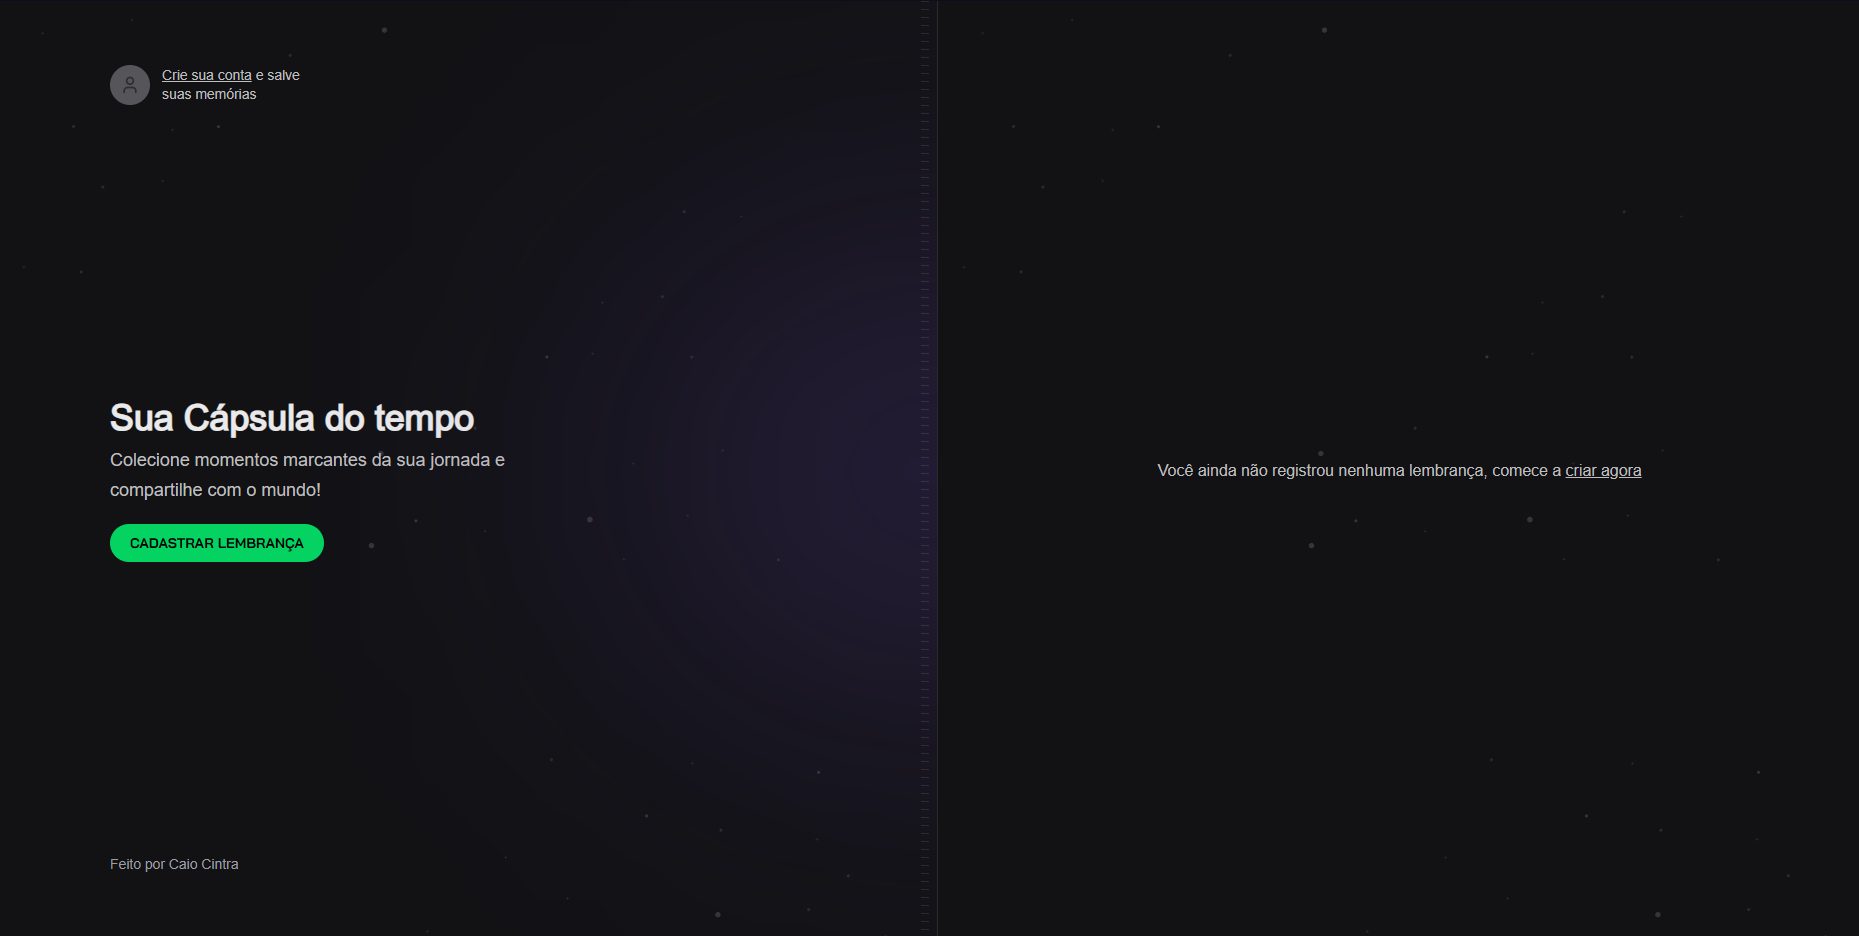 Crie sua conta e salve
suas memórias
Sua Cápsula do tempo
Colecione momentos marcantes da sua jornada e
compartilhe com o mundo!
CADASTRAR LEMBRANÇA
Feito por Caio Cintra
Você ainda não registrou nenhuma lembrança, comece a criar agora